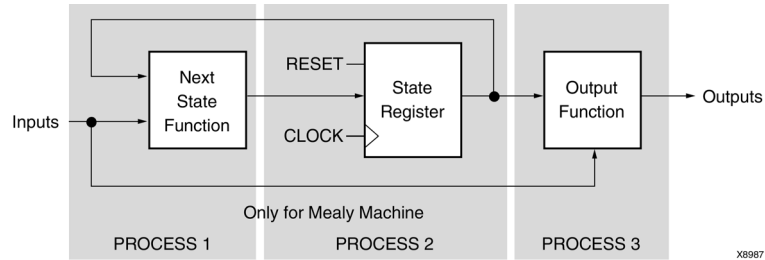 Next
State
Function
RESET
State
Register
CLOCK
Output
Function
Inputs
Outputs
Only for Mealy Machine
PROCESS 1
PROCESS 2
PROCESS 3
X8987